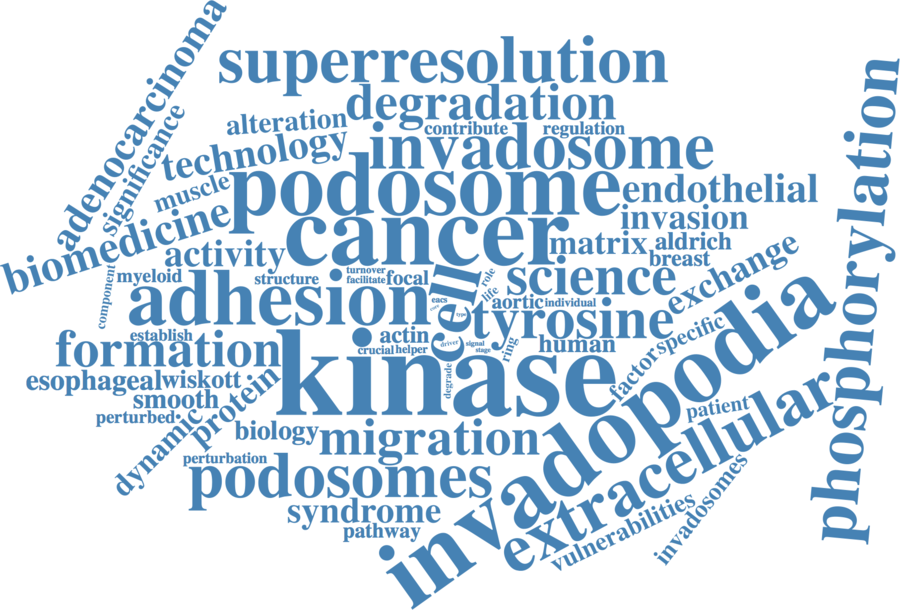 adenocarcinoma
superresolution
degradation
alteration
contribute
regulation
significance
technology
invadosome
muscle
podosome
endothelial
phosphorylation
biomedicine
cancer
invasion
activity
matrix
aldrich
breast
component
myeloid
structure
turnover
facilitate
focal
cell
role
life
science
exchange
adhesion
eacs
type
aortic
individual
tyrosine
establish
actin
driver
signal
stage
ring
human
formation
crucial
helper
kinase
degrade
factor
specific
invadopodia
esophageal
wiskott
protein
smooth
perturbed
dynamic
biology
migration
patient
extracellular
perturbation
podosomes
syndrome
pathway
vulnerabilities
invadosomes